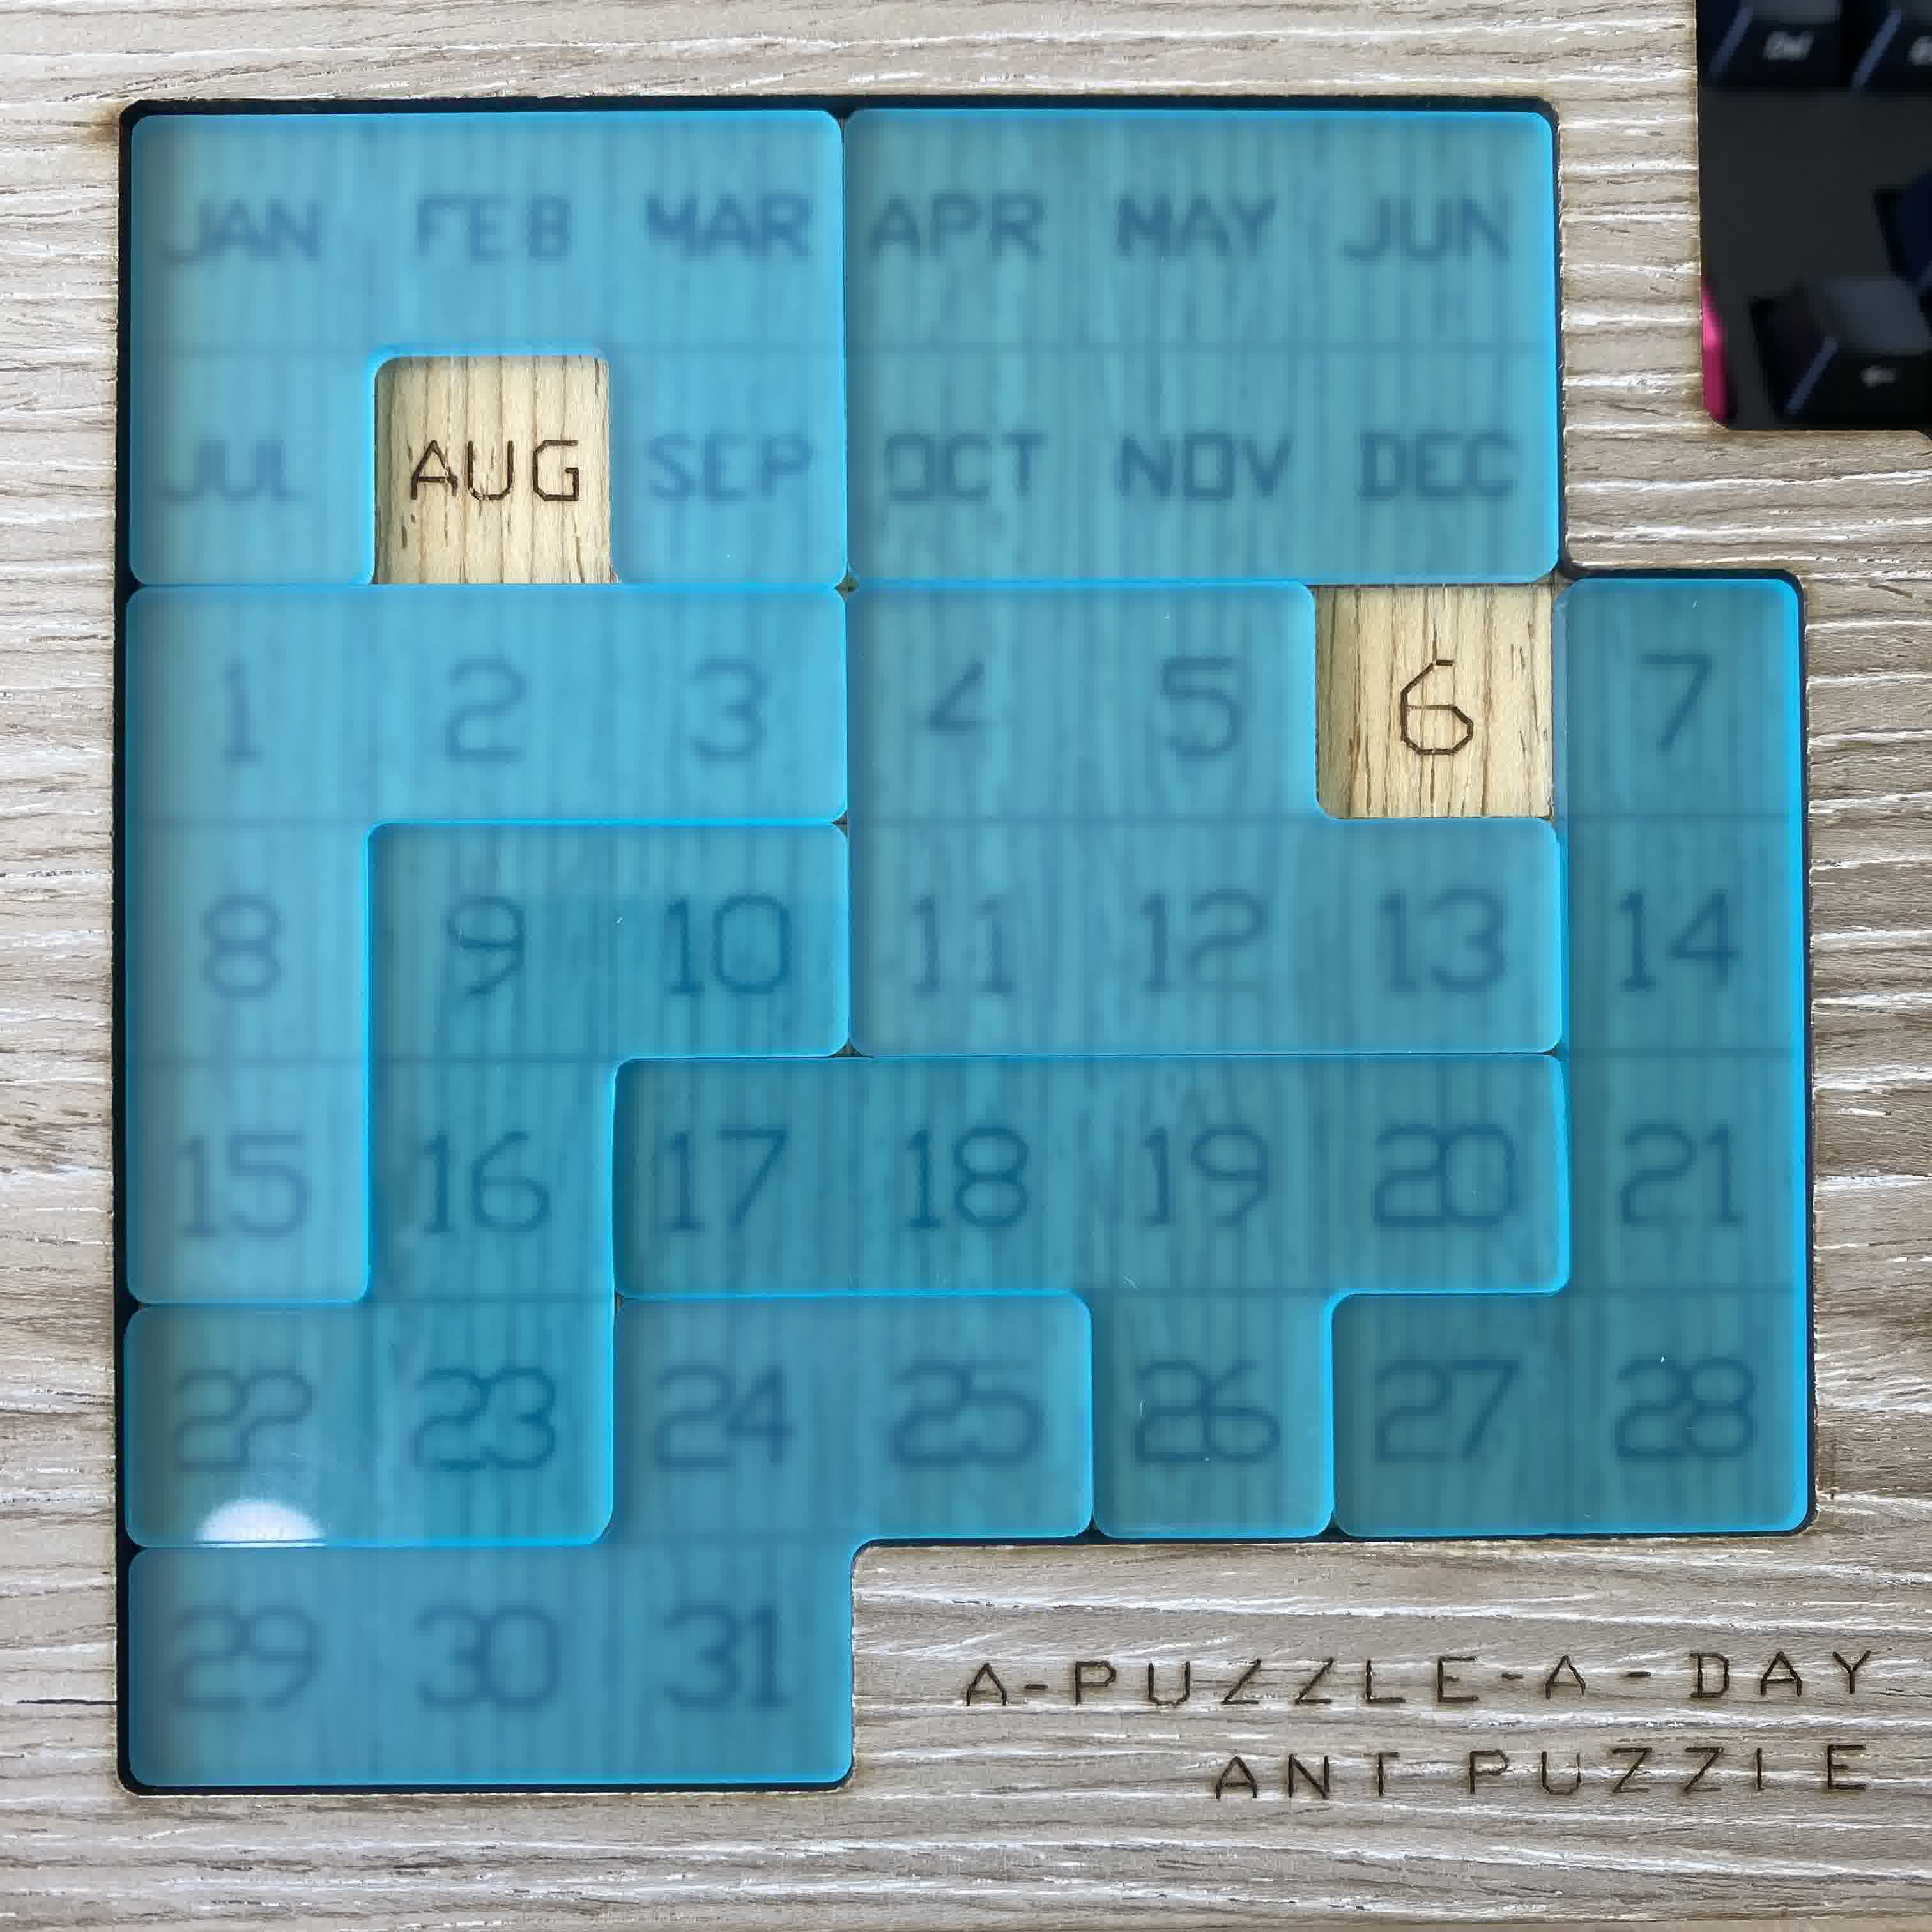 JAN FEB MAR APR MAY JUN
JUL AUG SEP OCT NOV DEC
1 2 3 4 5 6 7
8 9 10 11 12 13 14
15 16 17 18 19 20 21
22 23 24 25 26 27 28
29 30 31
A-PUZZLE-A-DAY
ANT PUZZLE